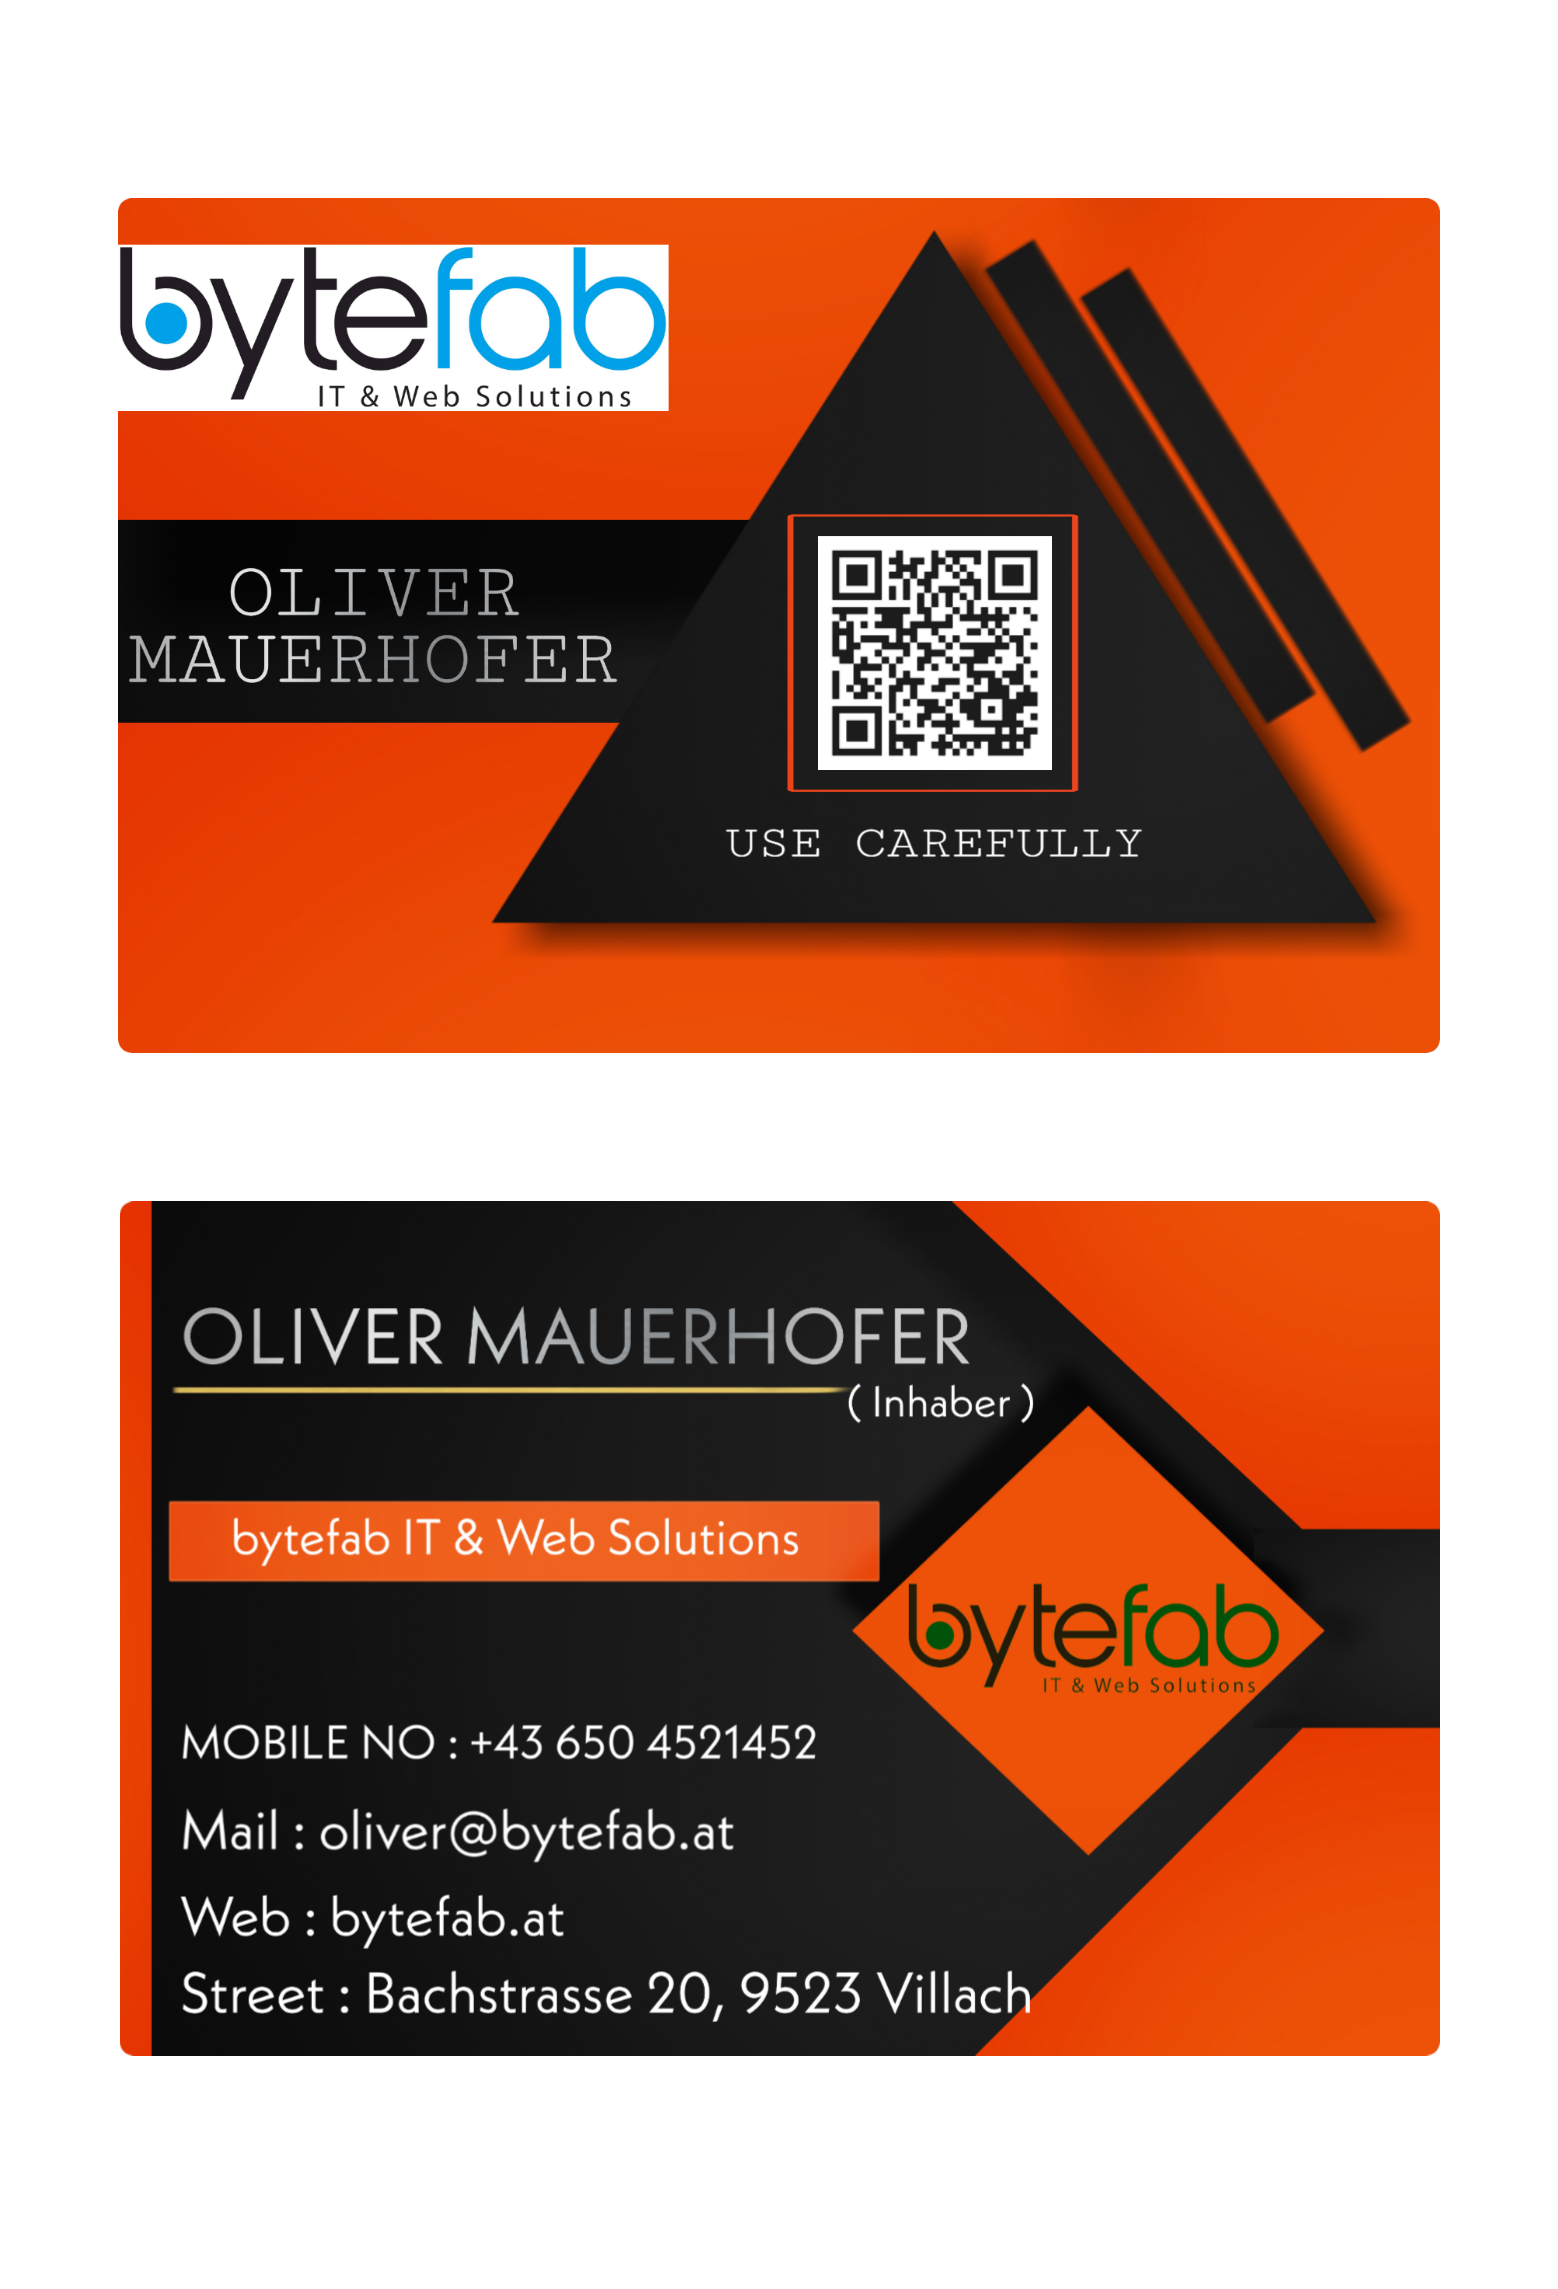 bytefab
IT & Web Solutions
OLIVER
MAUERHOFER
USE CAREFULLY
OLIVER MAUERHOFER
( Inhaber )
bytefab IT & Web Solutions
bytefab
IT & Web Solutions
MOBILE NO : +43 650 4521452
Mail : oliver@bytefab.at
Web : bytefab.at
Street : Bachstrasse 20, 9523 Villach